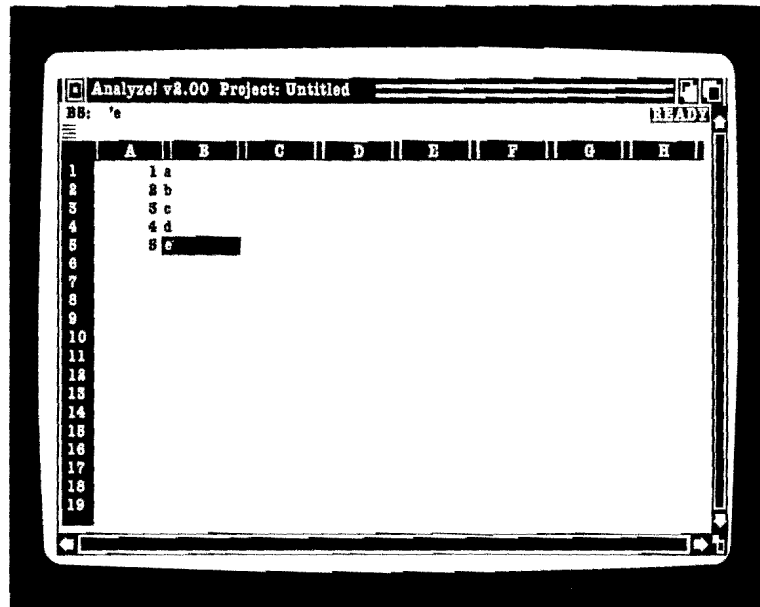 Analyze! v2.00 Project: Untitled
B5: 'e READY
A B C D E F G H
1 1 a
2 2 b
3 3 c
4 4 d
5 5 e
6
7
8
9
10
11
12
13
14
15
16
17
18
19